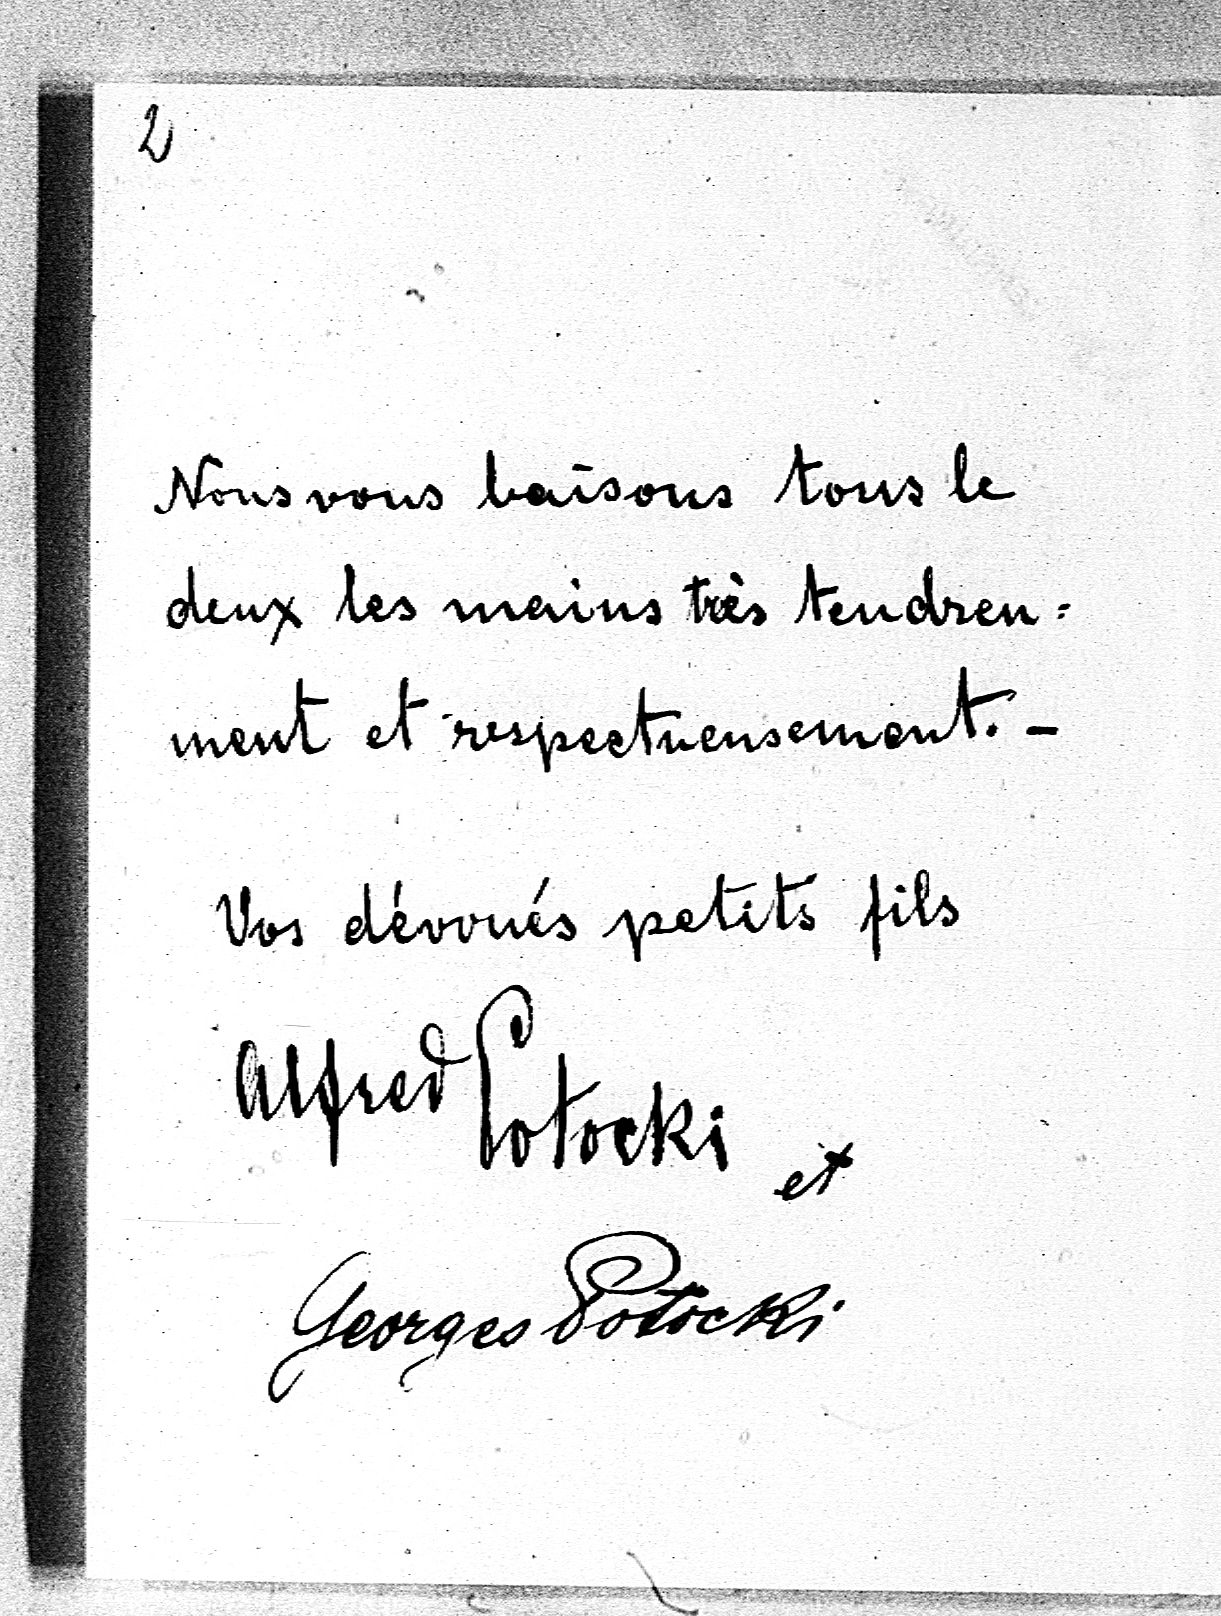 2
Nous vous baisons tous le
deux les mains très tendren:
ment et respectueusement. -
Vos dévoués petits fils
Alfred Potocki
et
Georges Potocki